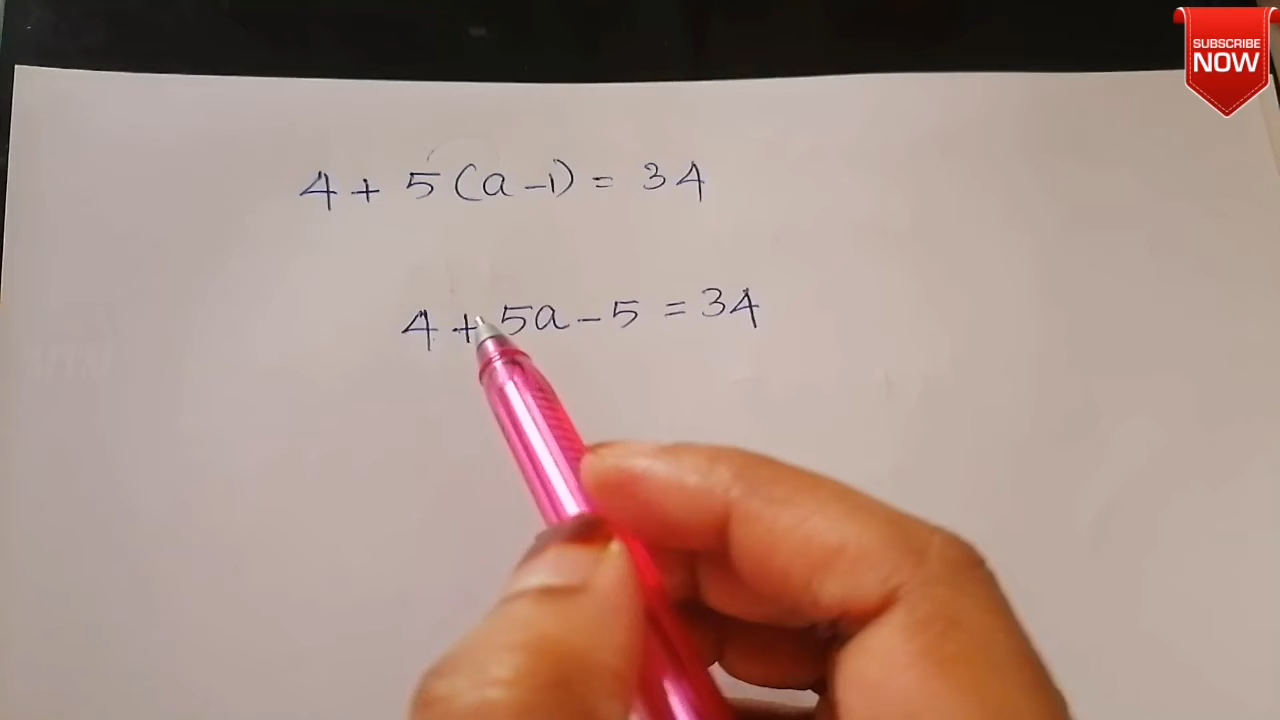 SUBSCRIBE
NOW
4 + 5 (a - 1) = 34
4 + 5a - 5 = 34